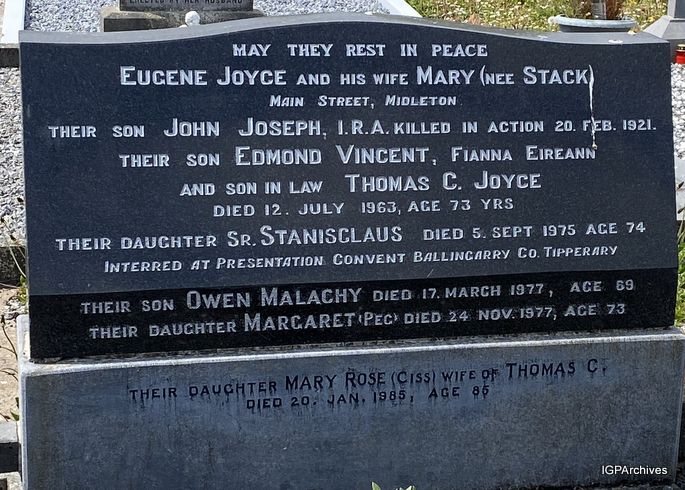 ERECTED BY HER HUSBAND
MAY THEY REST IN PEACE
EUGENE JOYCE AND HIS WIFE MARY (NEE STACK)
MAIN STREET, MIDLETON
THEIR SON JOHN JOSEPH, I.R.A. KILLED IN ACTION 20. FEB. 1921.
THEIR SON EDMOND VINCENT, FIANNA EIREANN
AND SON IN LAW THOMAS C. JOYCE
DIED 12. JULY 1963, AGE 73 YRS
THEIR DAUGHTER SR. STANISCLAUS DIED 5. SEPT 1975 AGE 74
INTERRED AT PRESENTATION CONVENT BALLINGARRY CO. TIPPERARY
THEIR SON OWEN MALACHY DIED 17. MARCH 1977, AGE 69
THEIR DAUGHTER MARGARET (PEG) DIED 24 NOV. 1977, AGE 73
THEIR DAUGHTER MARY ROSE (CISS) WIFE OF THOMAS C.
DIED 20. JAN. 1985, AGE 85
IGPArchives